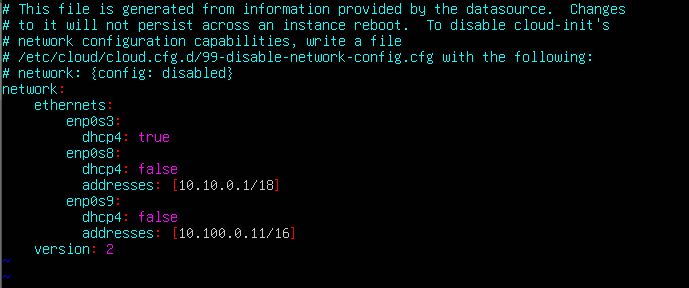 # This file is generated from information provided by the datasource.  Changes
# to it will not persist across an instance reboot.  To disable cloud-init's
# network configuration capabilities, write a file
# /etc/cloud/cloud.cfg.d/99-disable-network-config.cfg with the following:
# network: {config: disabled}
network:
    ethernets:
        enp0s3:
          dhcp4: true
        enp0s8:
          dhcp4: false
          addresses: [10.10.0.1/18]
        enp0s9:
          dhcp4: false
          addresses: [10.100.0.11/16]
    version: 2
~
~